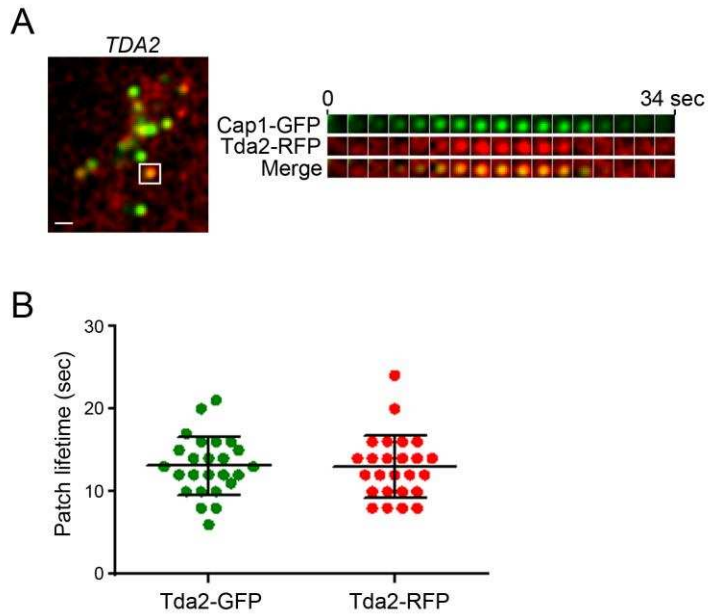 A
TDA2
0 34 sec
Cap1-GFP
Tda2-RFP
Merge
B
Patch lifetime (sec)
30
20
10
0
Tda2-GFP Tda2-RFP